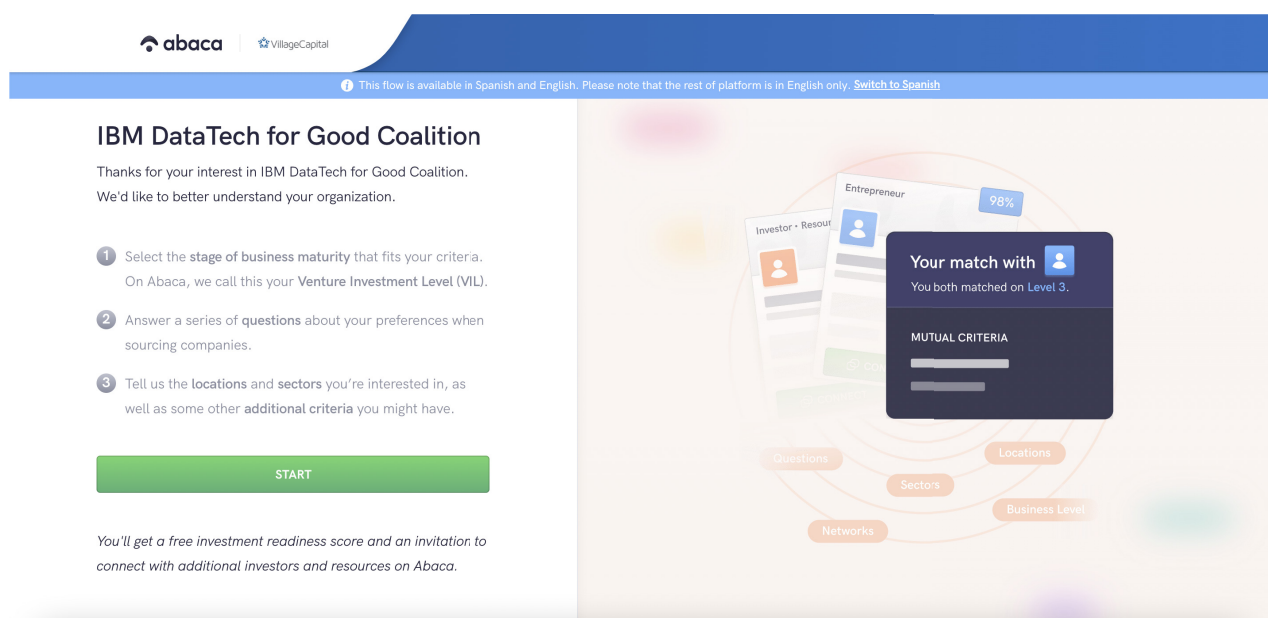 abaca
VillageCapital
This flow is available in Spanish and English. Please note that the rest of platform is in English only. Switch to Spanish
IBM DataTech for Good Coalition
Thanks for your interest in IBM DataTech for Good Coalition.
We'd like to better understand your organization.
1 Select the stage of business maturity that fits your criteria.
On Abaca, we call this your Venture Investment Level (VIL).
2 Answer a series of questions about your preferences when
sourcing companies.
3 Tell us the locations and sectors you're interested in, as
well as some other additional criteria you might have.
START
You'll get a free investment readiness score and an invitation to
connect with additional investors and resources on Abaca.
Entrepreneur
98%
Investor •
Your match with
You both matched on Level 3.
MUTUAL CRITERIA
Questions
Locations
Sectors
Business Level
Networks